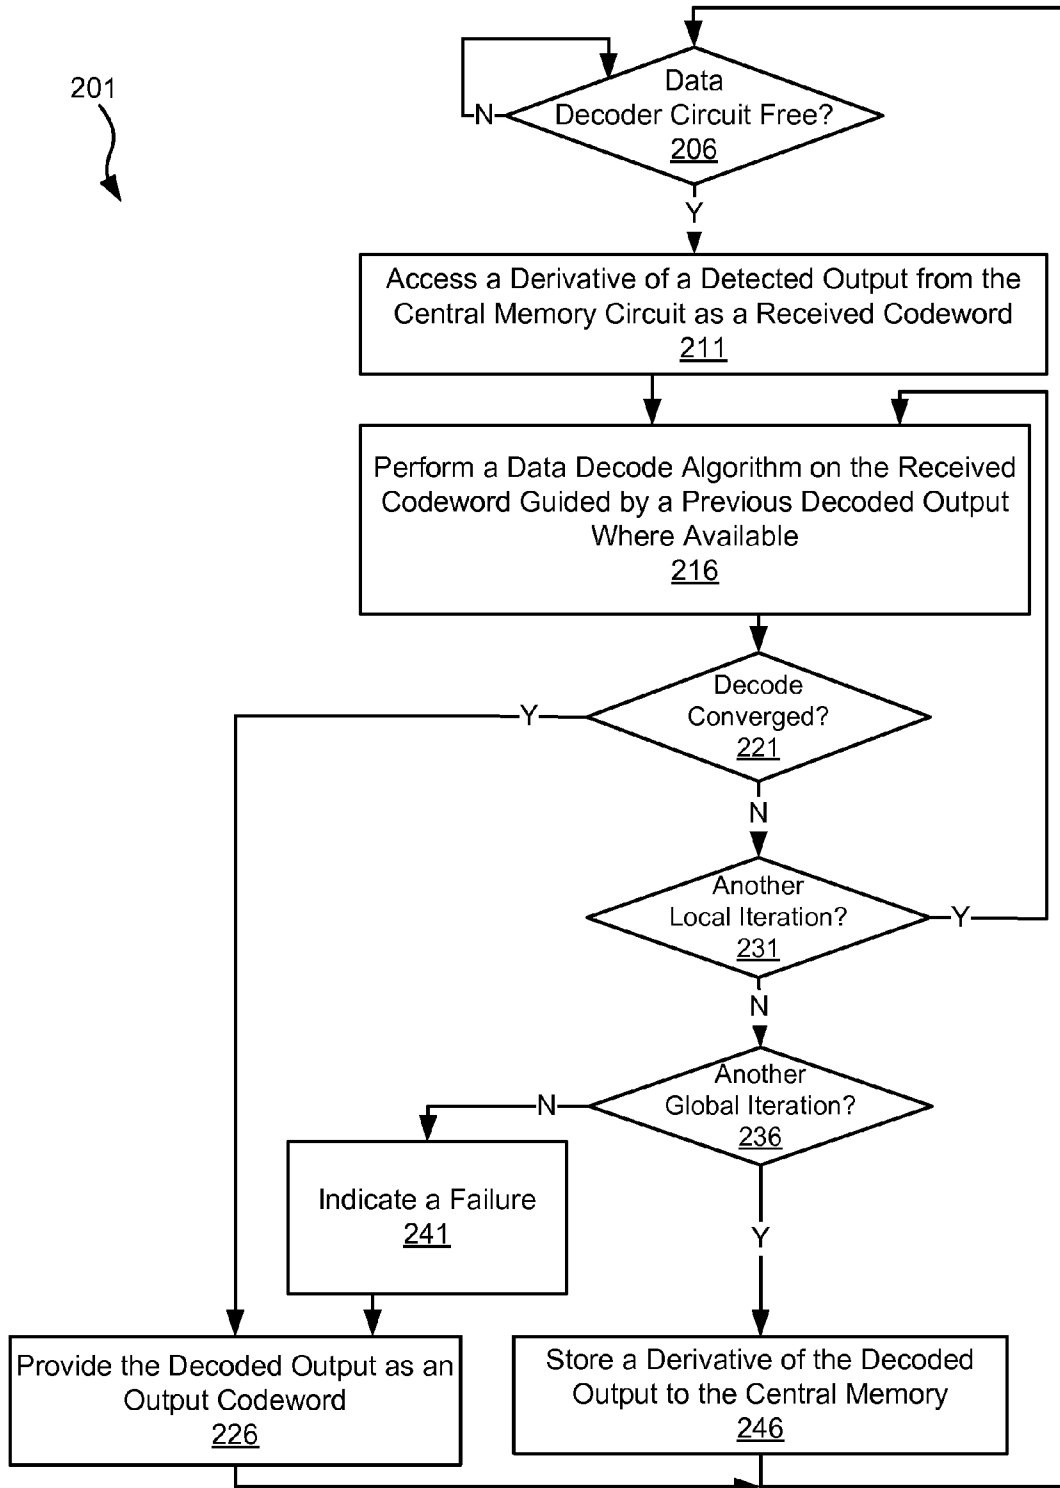 201
Data
Decoder Circuit Free?
206
N
Y
Access a Derivative of a Detected Output from the
Central Memory Circuit as a Received Codeword
211
Perform a Data Decode Algorithm on the Received
Codeword Guided by a Previous Decoded Output
Where Available
216
Decode
Converged?
221
Y
N
Another
Local Iteration?
231
Y
N
Another
Global Iteration?
236
N
Y
Indicate a Failure
241
Provide the Decoded Output as an
Output Codeword
226
Store a Derivative of the Decoded
Output to the Central Memory
246